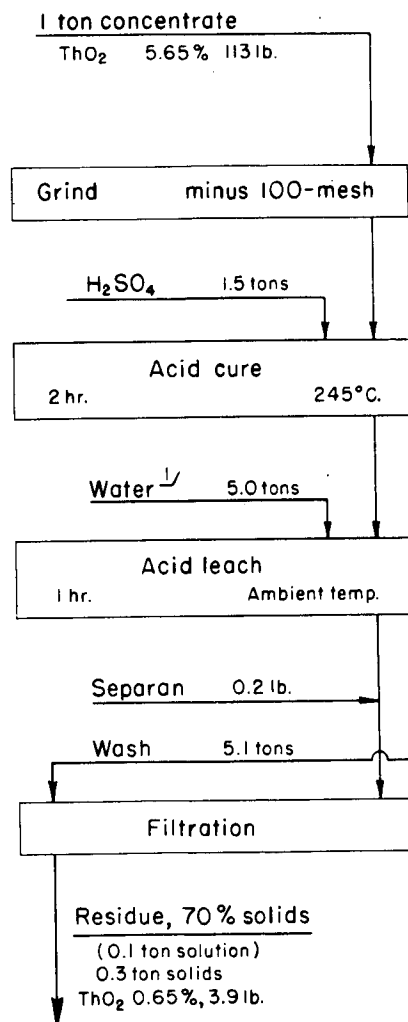 1 ton concentrate
ThO₂ 5.65% 113 lb.
Grind minus 100-mesh
H₂SO₄ 1.5 tons
Acid cure
2 hr. 245°C.
Water 1/ 5.0 tons
Acid leach
1 hr. Ambient temp.
Separan 0.2 lb.
Wash 5.1 tons
Filtration
Residue, 70% solids
(0.1 ton solution)
0.3 ton solids
ThO₂ 0.65%, 3.9 lb.